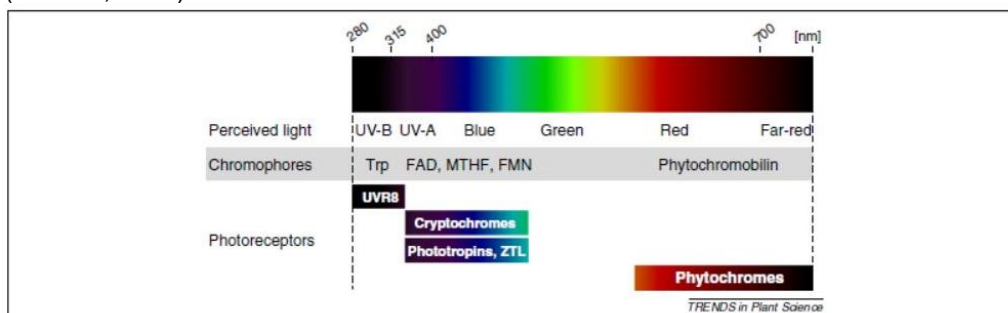 280 315 400 700 [nm]
Perceived light UV-B UV-A Blue Green Red Far-red
Chromophores Trp FAD, MTHF, FMN Phytochromobilin
UVR8
Cryptochromes
Photoreceptors
Phototropins, ZTL
Phytochromes
TRENDS in Plant Science